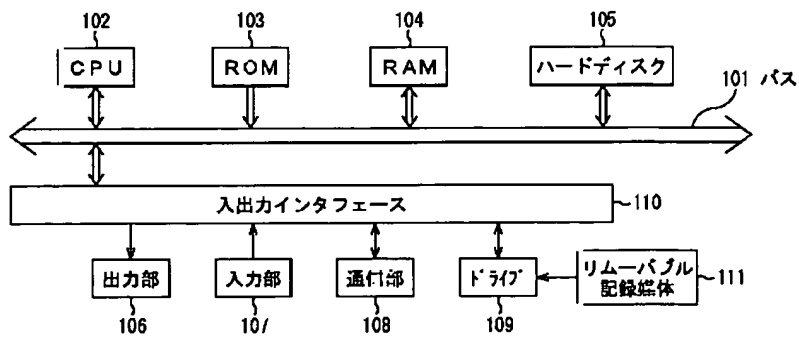 102 103 104 105
CPU ROM RAM ハードディスク
101 バス
入出力インタフェース 110
出力部 入力部 通信部 ドライブ リムーバブル
記録媒体 111
106 107 108 109